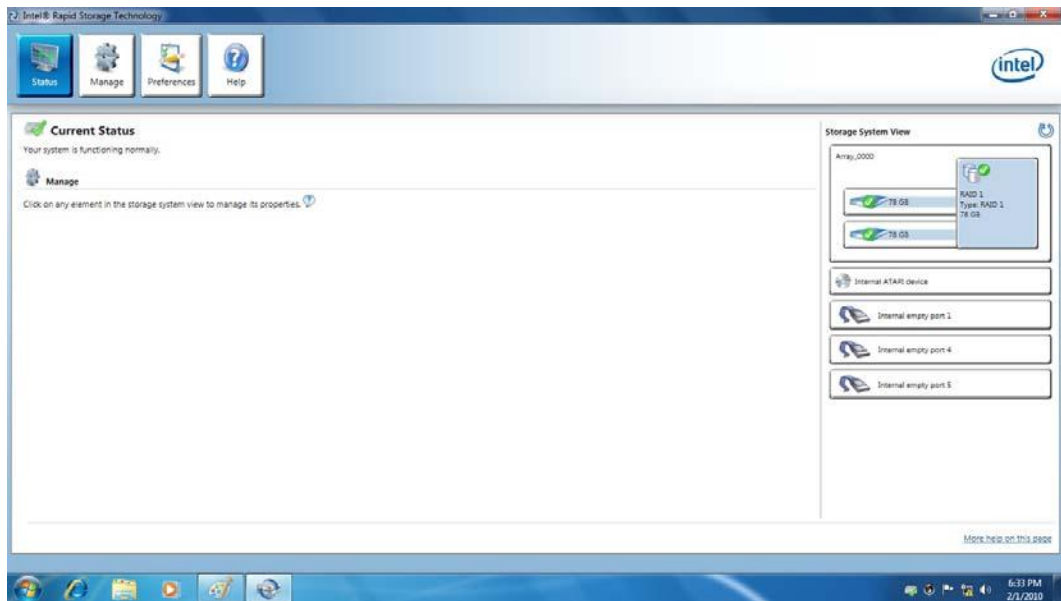 Intel® Rapid Storage Technology
Status
Manage
Preferences
Help
intel
Current Status
Your system is functioning normally.
Manage
Click on any element in the storage system view to manage its properties.
Storage System View
Array_0000
78 GB
78 GB
RAID 1
Type: RAID 1
78 GB
Internal ATAPI device
Internal empty port 1
Internal empty port 4
Internal empty port 5
More help on this page
6:33 PM
2/1/2010